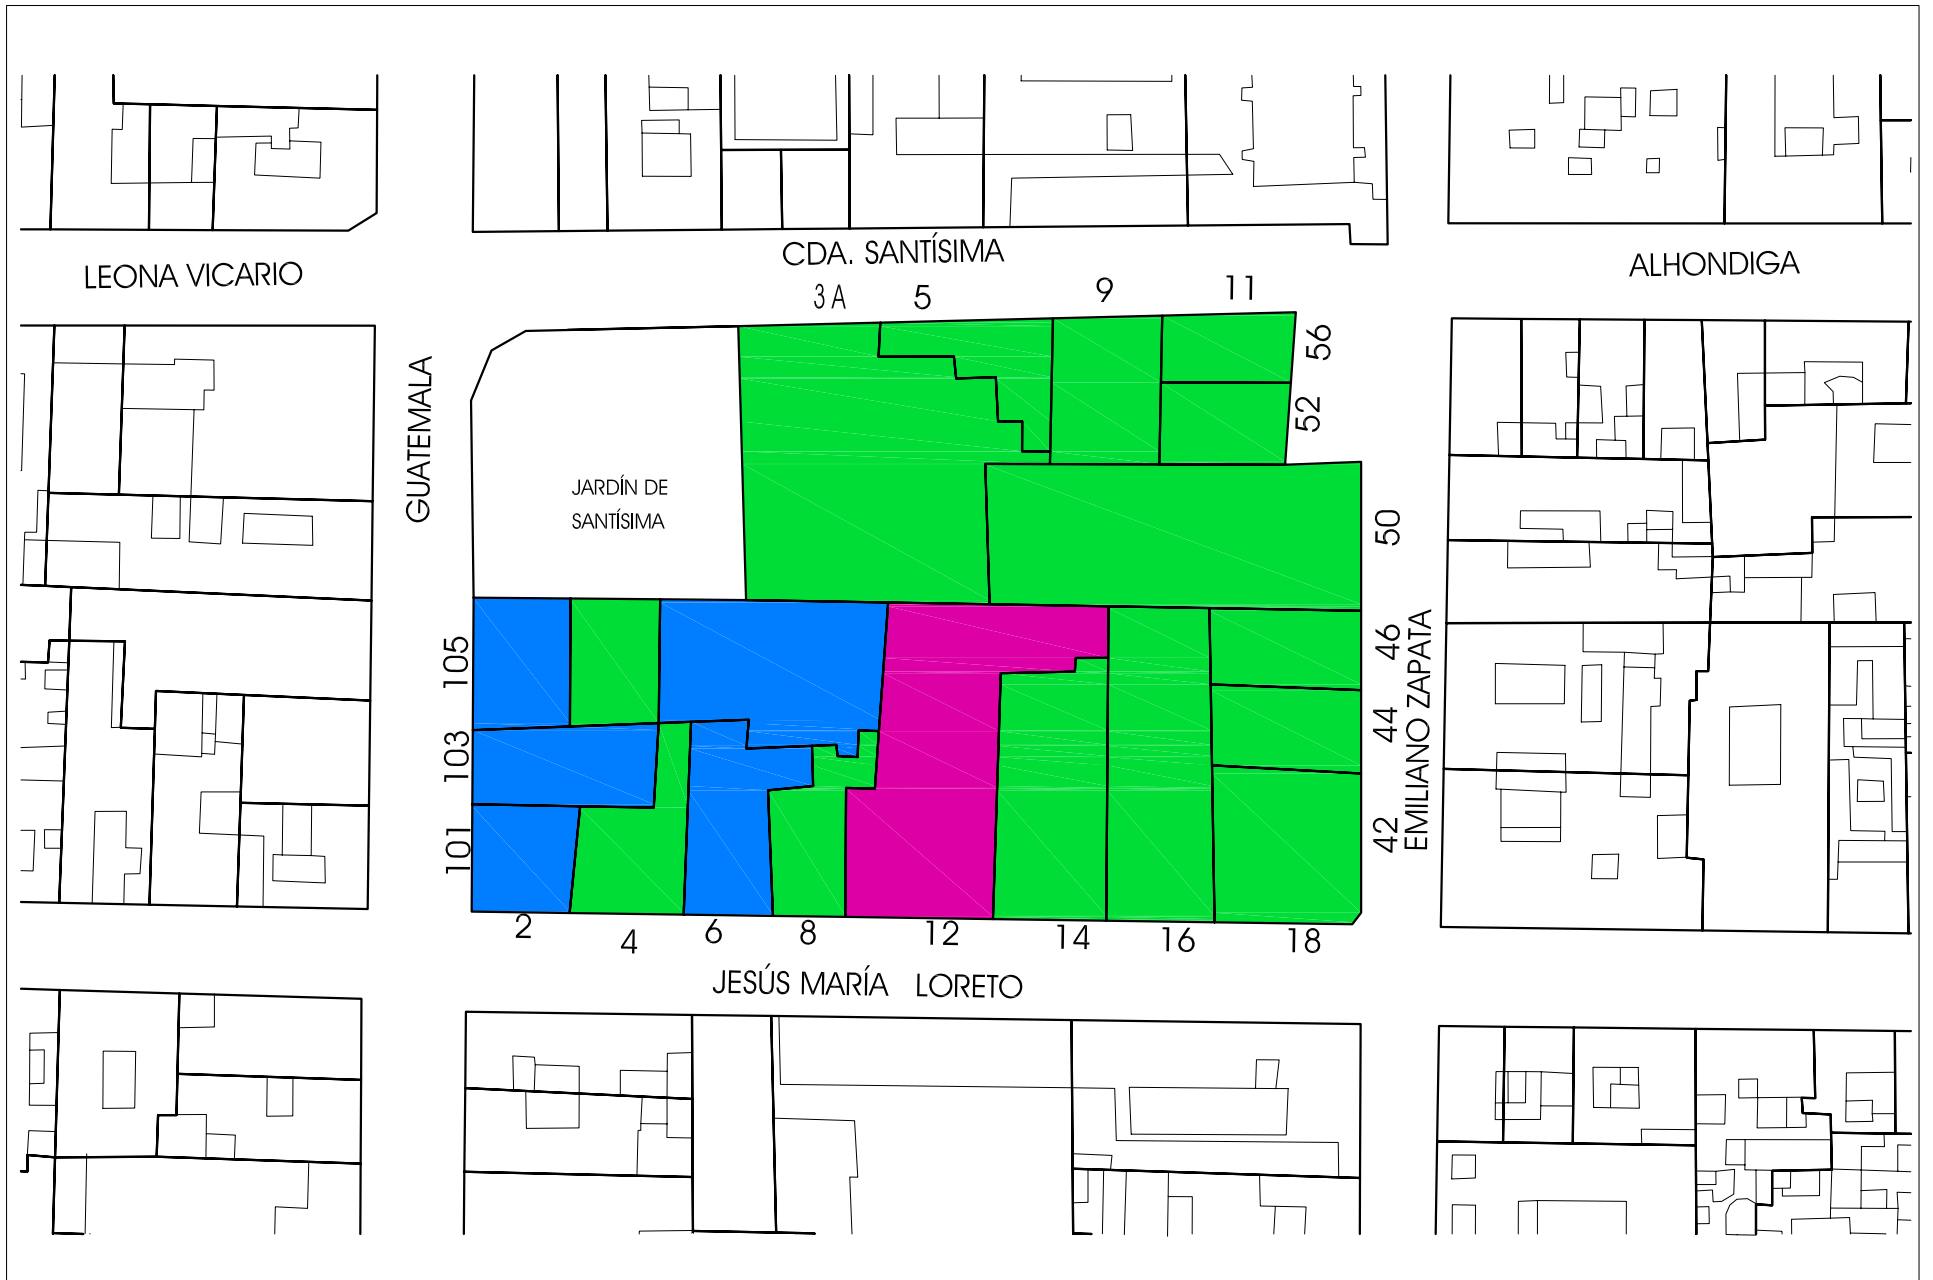 CDA. SANTÍSIMA
LEONA VICARIO
ALHONDIGA
3 A
5
9
11
56
52
GUATEMALA
JARDÍN DE
SANTÍSIMA
50
105
103
101
46
44
42
EMILIANO ZAPATA
2
4
6
8
12
14
16
18
JESÚS MARÍA LORETO